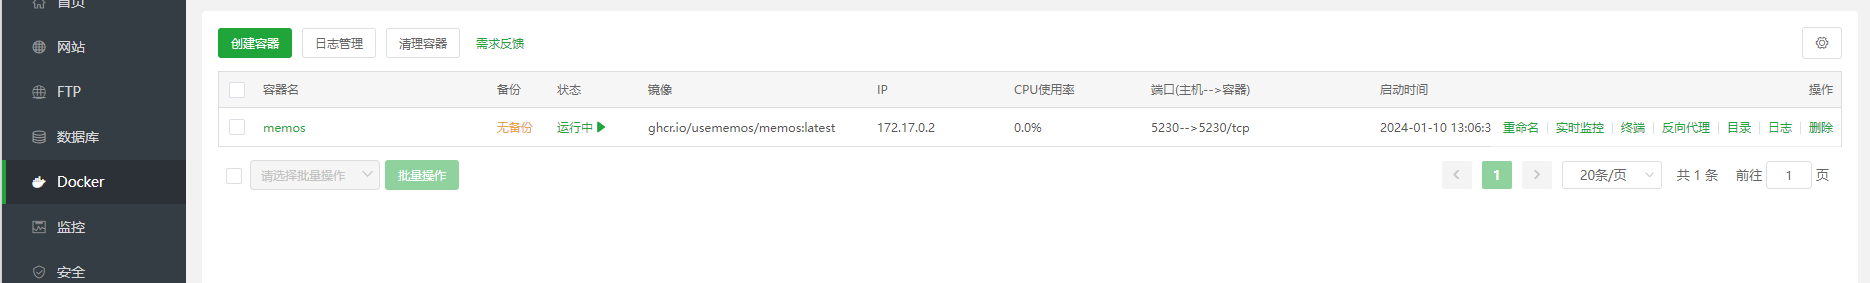 首页
网站
FTP
数据库
Docker
监控
安全
创建容器 日志管理 清理容器 需求反馈
容器名 备份 状态 镜像 IP CPU使用率 端口(主机-->容器) 启动时间 操作
memos 无备份 运行中 ghcr.io/usememos/memos:latest 172.17.0.2 0.0% 5230-->5230/tcp 2024-01-10 13:06:3 重命名 实时监控 终端 反向代理 目录 日志 删除
请选择批量操作 批量操作 1 20条/页 共 1 条 前往 1 页